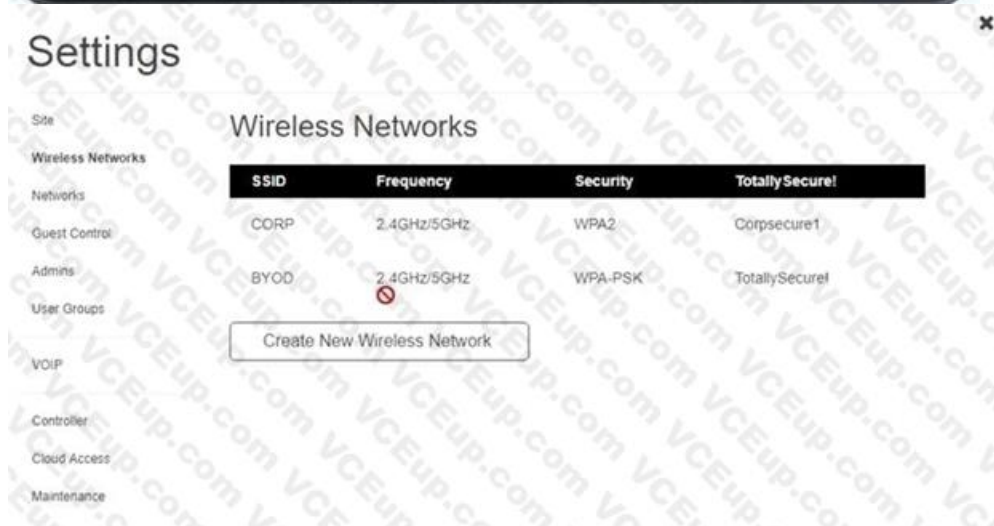 Settings
Site
Wireless Networks
Networks
Guest Control
Admins
User Groups
VOIP
Controller
Cloud Access
Maintenance
Wireless Networks
SSID Frequency Security TotallySecure!
CORP 2.4GHz/5GHz WPA2 Corpsecure1
BYOD 2.4GHz/5GHz WPA-PSK TotallySecure!
Create New Wireless Network
VCEup.com